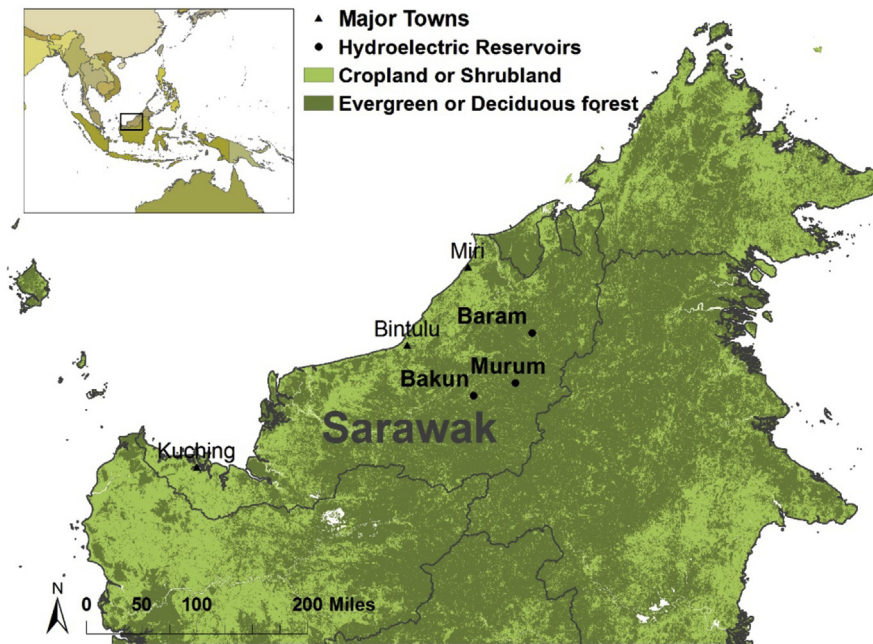 Major Towns
Hydroelectric Reservoirs
Cropland or Shrubland
Evergreen or Deciduous forest
Miri
Baram
Bintulu
Murum
Bakun
Sarawak
Kuching
N
0 50 100 200 Miles